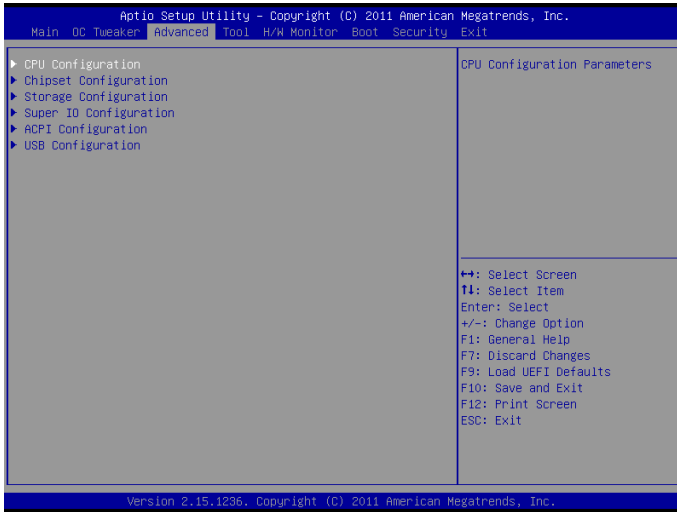 Aptio Setup Utility – Copyright (C) 2011 American Megatrends, Inc.
Main OC Tweaker Advanced Tool H/W Monitor Boot Security Exit
CPU Configuration
Chipset Configuration
Storage Configuration
Super IO Configuration
ACPI Configuration
USB Configuration
CPU Configuration Parameters
↔: Select Screen
↑↓: Select Item
Enter: Select
+/-: Change Option
F1: General Help
F7: Discard Changes
F9: Load UEFI Defaults
F10: Save and Exit
F12: Print Screen
ESC: Exit
Version 2.15.1236. Copyright (C) 2011 American Megatrends, Inc.